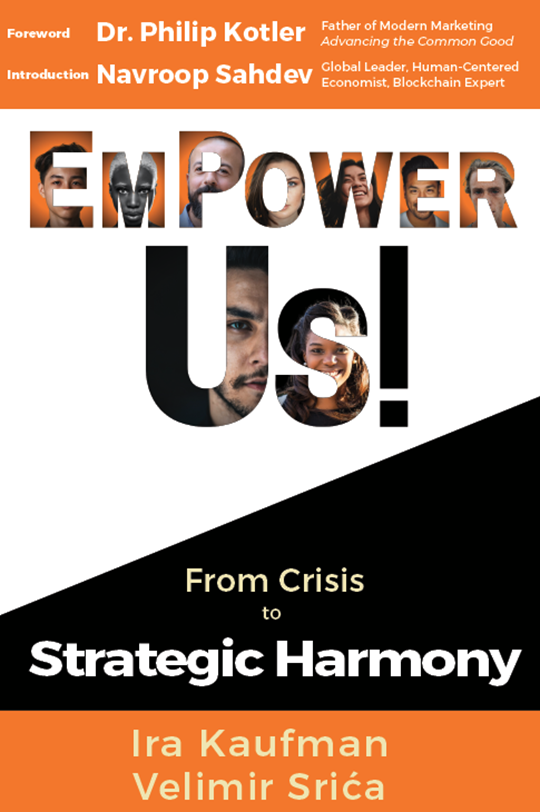 Foreword Dr. Philip Kotler Father of Modern Marketing
Advancing the Common Good
Introduction Navroop Sahdev Global Leader, Human-Centered
Economist, Blockchain Expert
EmPOWER
Us!
From Crisis
to
Strategic Harmony
Ira Kaufman
Velimir Srića